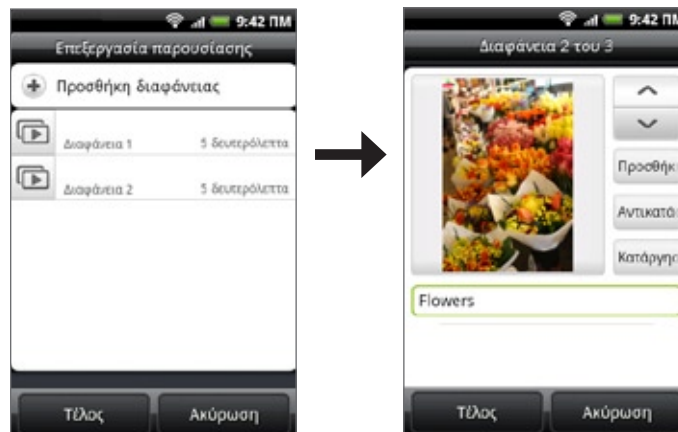 9:42 ΠΜ
Επεξεργασία παρουσίασης
Προσθήκη διαφάνειας
Διαφάνεια 1 5 δευτερόλεπτα
Διαφάνεια 2 5 δευτερόλεπτα
Τέλος Ακύρωση
9:42 ΠΜ
Διαφάνεια 2 του 3
Flowers
Τέλος Ακύρωση